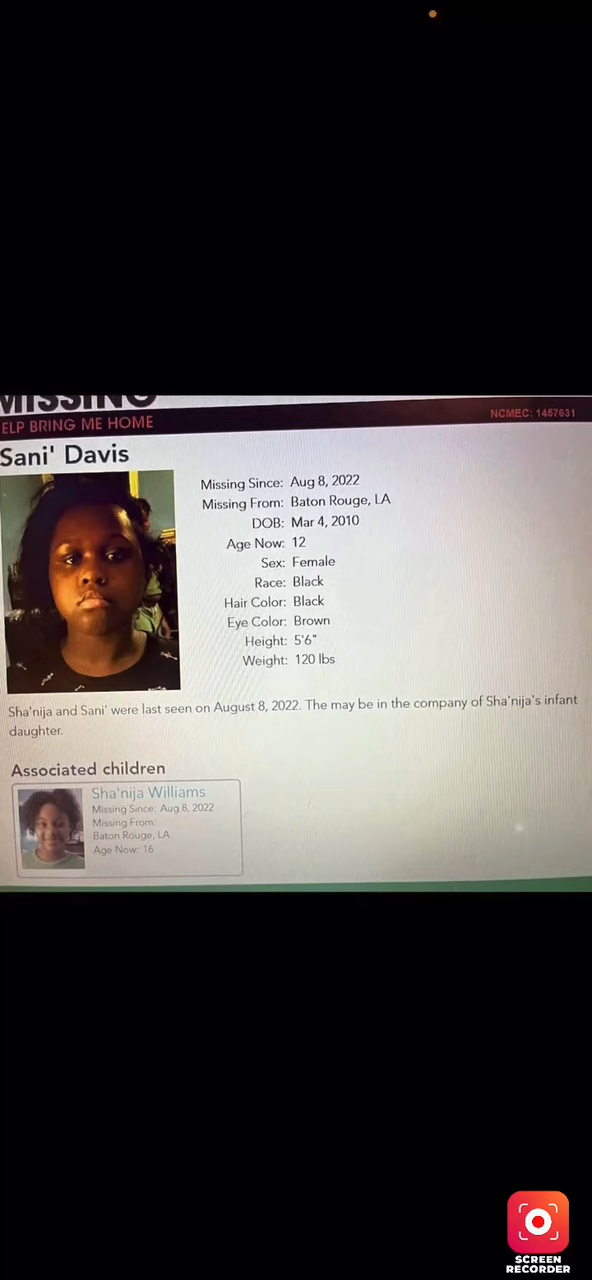 MISSING
ELP BRING ME HOME
NCMEC: 1457631
Sani' Davis
Missing Since: Aug 8, 2022
Missing From: Baton Rouge, LA
DOB: Mar 4, 2010
Age Now: 12
Sex: Female
Race: Black
Hair Color: Black
Eye Color: Brown
Height: 5'6"
Weight: 120 lbs
Sha'nija and Sani' were last seen on August 8, 2022. The may be in the company of Sha'nija's infant
daughter.
Associated children
Sha'nija Williams
Missing Since: Aug 8, 2022
Missing From:
Baton Rouge, LA
Age Now: 16
SCREEN
RECORDER